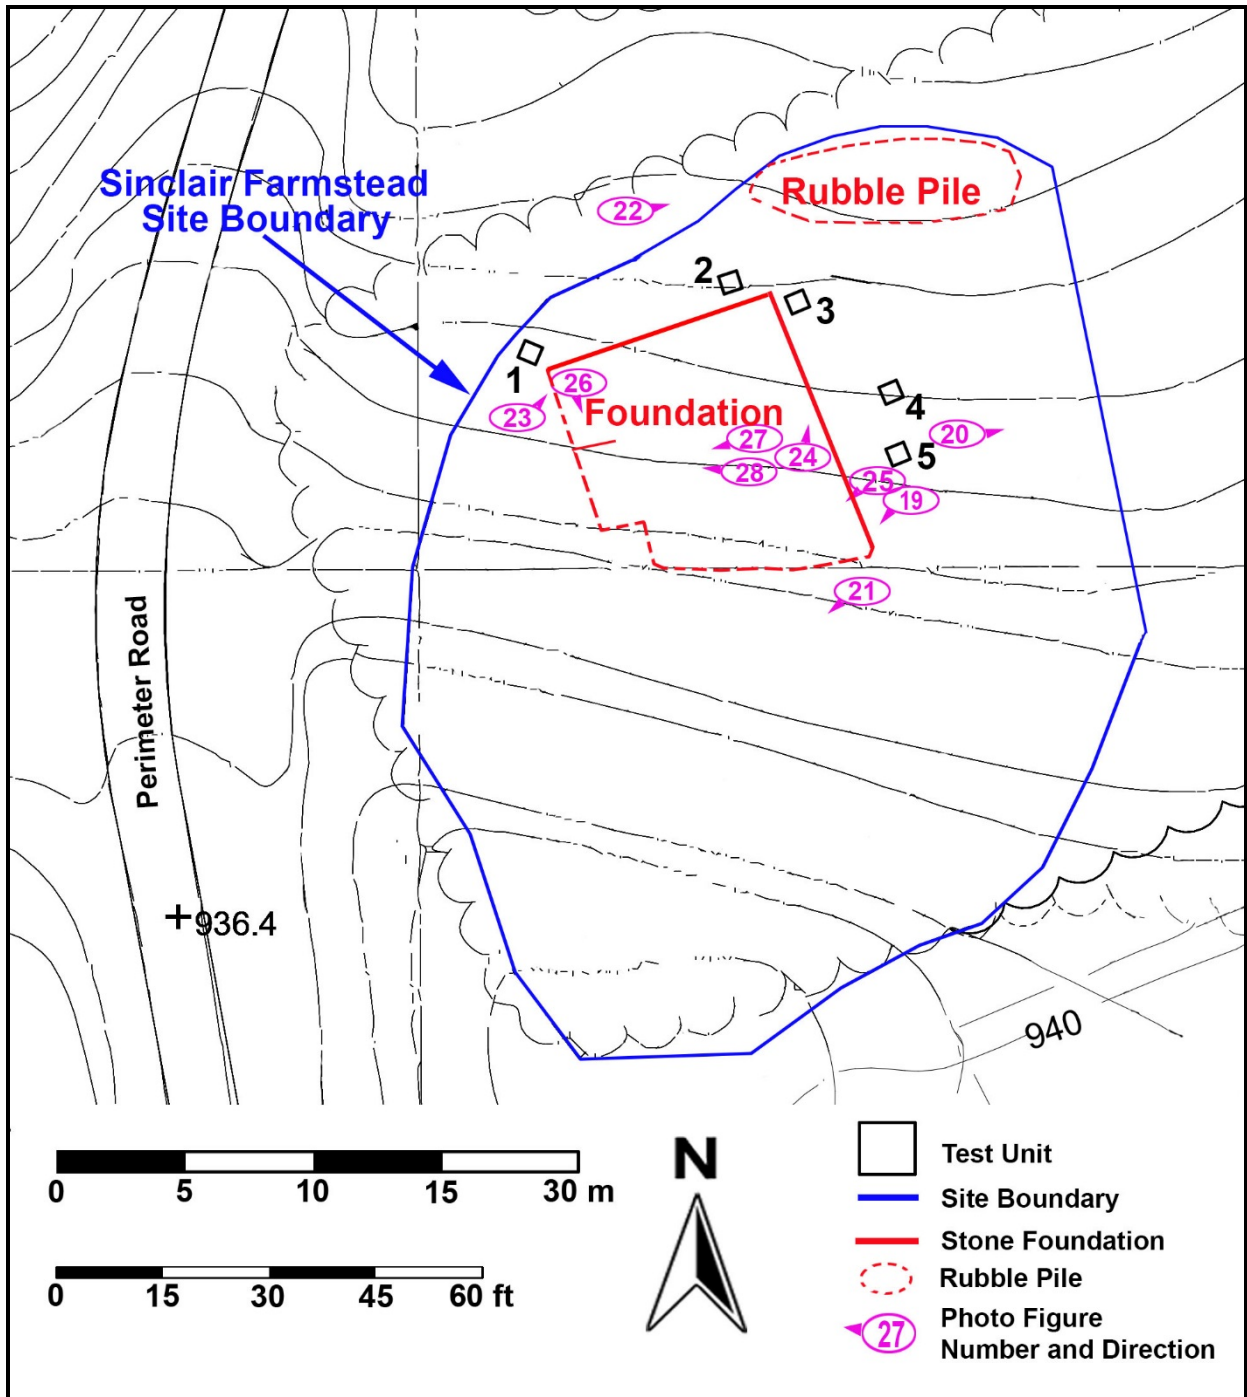 Sinclair Farmstead
Site Boundary
Rubble Pile
22
2
3
1
26
23
Foundation
4
27
20
24
5
28
25
19
21
Perimeter Road
+936.4
940
0 5 10 15 30 m
0 15 30 45 60 ft
N
Test Unit
Site Boundary
Stone Foundation
Rubble Pile
27
Photo Figure
Number and Direction